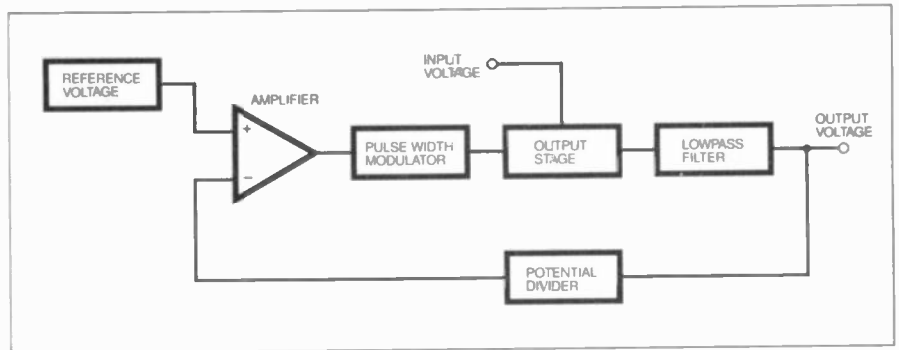 REFERENCE
VOLTAGE
AMPLIFIER
+
−
PULSE WIDTH
MODULATOR
INPUT
VOLTAGE
OUTPUT
STAGE
LOWPASS
FILTER
OUTPUT
VOLTAGE
POTENTIAL
DIVIDER